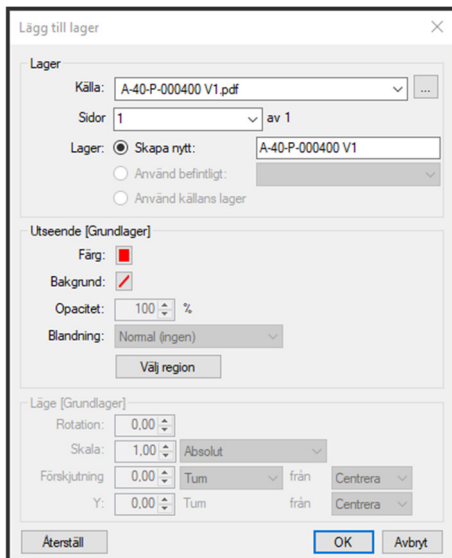 Lägg till lager
Lager
Källa: A-40-P-000400 V1.pdf ...
Sidor 1 av 1
Lager: Skapa nytt: A-40-P-000400 V1
Använd befintligt:
Använd källans lager
Utseende [Grundlager]
Färg:
Bakgrund:
Opacitet: 100 %
Blandning: Normal (ingen)
Välj region
Läge [Grundlager]
Rotation: 0,00
Skala: 1,00 Absolut
Förskjutning 0,00 Tum från Centrera
Y: 0,00 Tum från Centrera
Återställ OK Avbryt